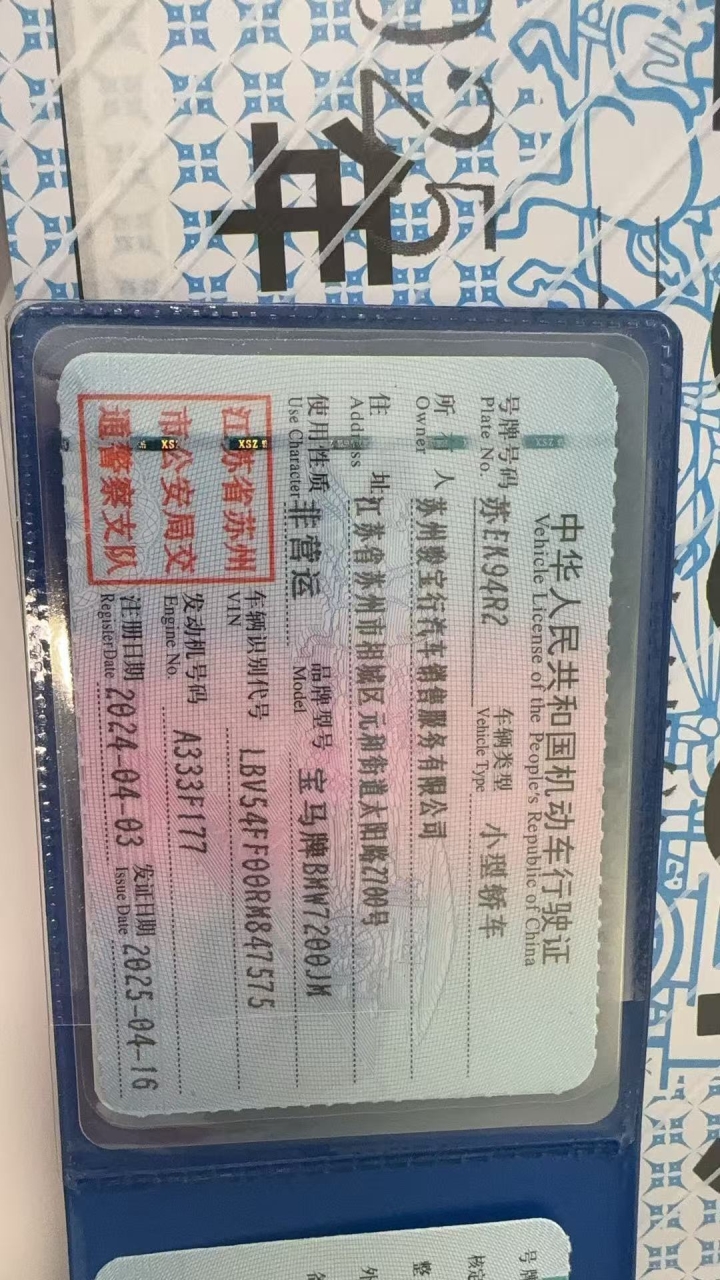 2025
年
中华人民共和国机动车行驶证
Vehicle License of the People's Republic of China
号牌号码 苏EK94R2 车辆类型 小型轿车
Plate No. Vehicle Type
所有人 苏州骏宝行汽车销售服务有限公司
Owner
住址 江苏省苏州市相城区元和街道太阳路2700号
Address
使用性质 非营运 品牌型号 宝马牌BMW7200JM
Use Character Model
江苏省苏州
市公安局交
通警察支队
车辆识别代号 LBV54FF00RM847575
VIN
发动机号码 A333F177
Engine No.
注册日期 2024-04-03 发证日期 2025-04-16
Register Date Issue Date
ZSX
号牌
核定
整
外